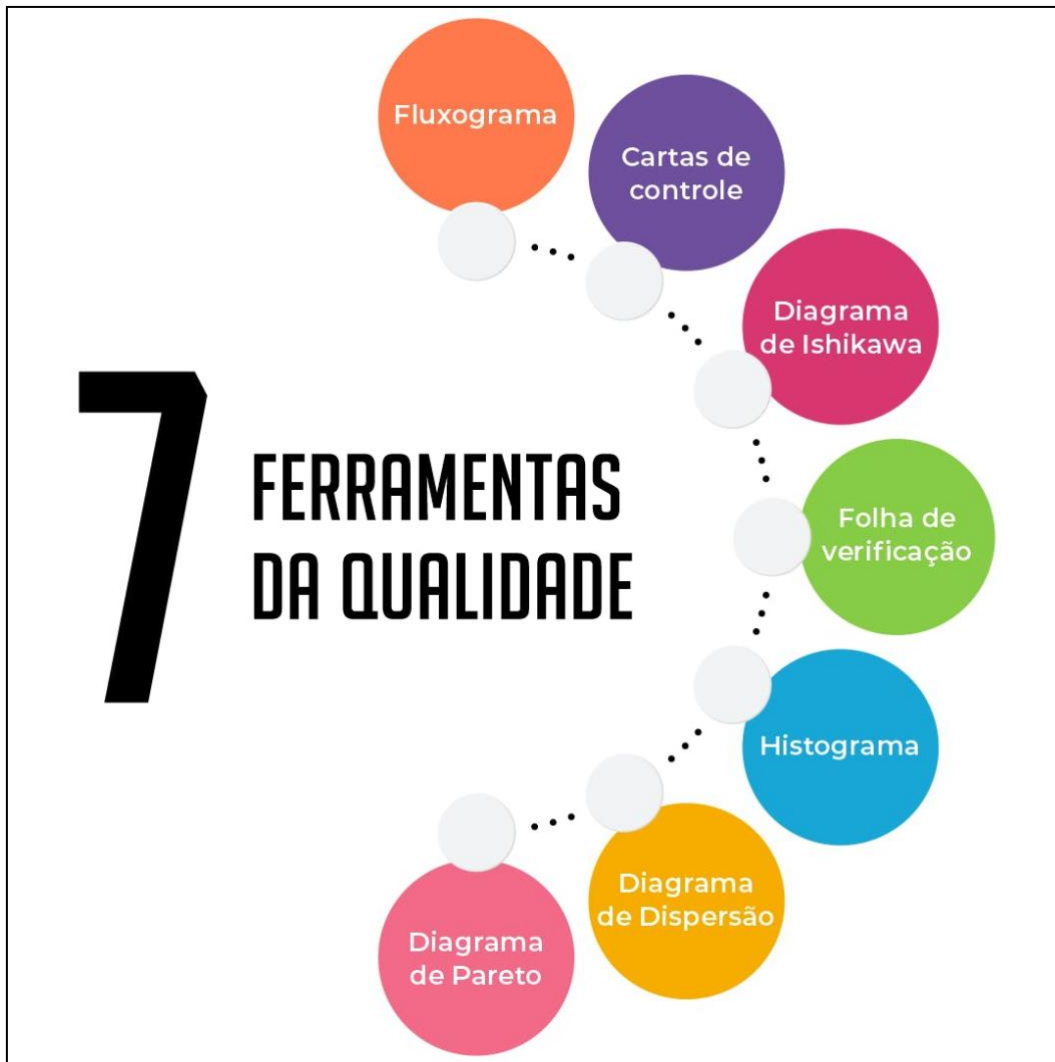 7
FERRAMENTAS
DA QUALIDADE
Fluxograma
Cartas de
controle
Diagrama
de Ishikawa
Folha de
verificação
Histograma
Diagrama
de Dispersão
Diagrama
de Pareto